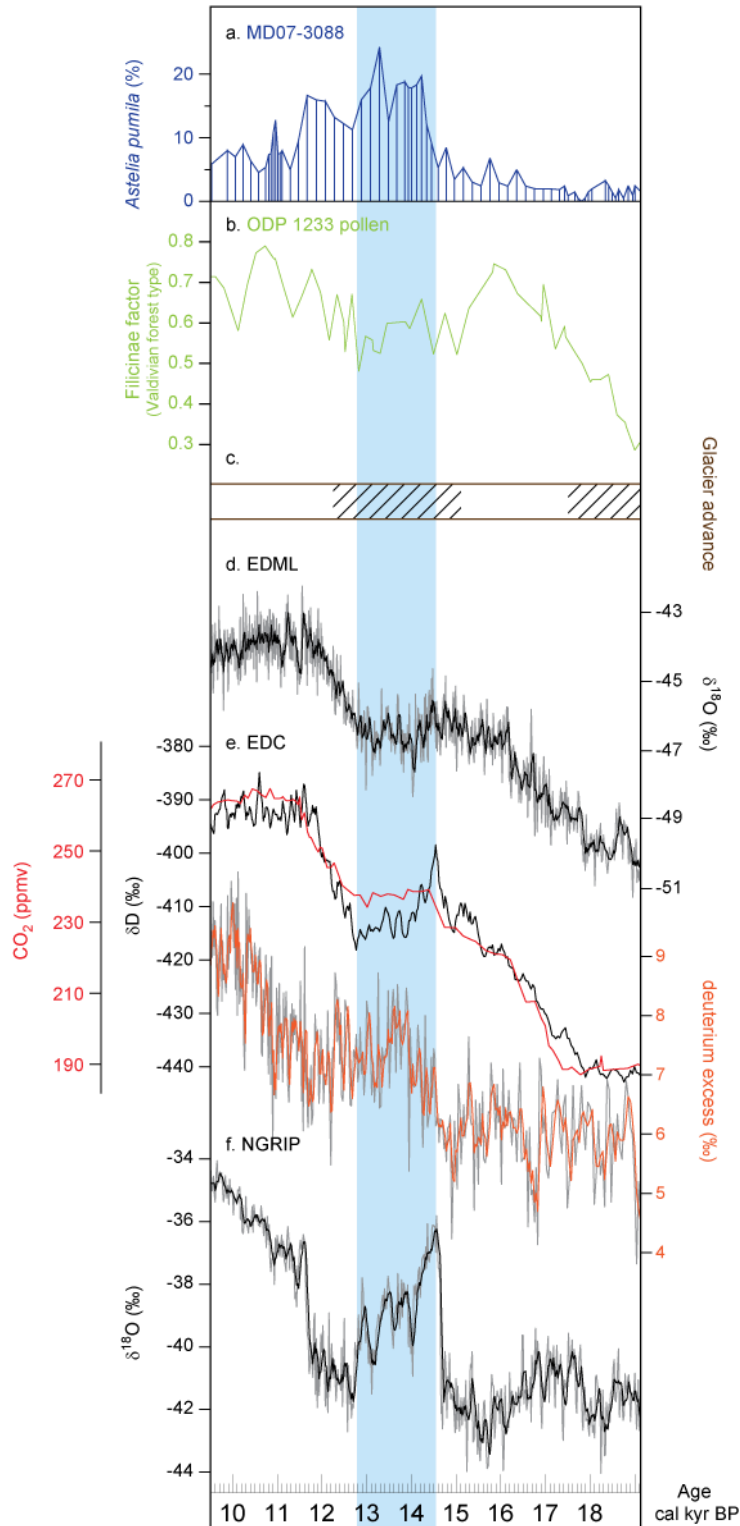 a. MD07-3088
Astelia pumila (%)
20
10
0
b. ODP 1233 pollen
Filicinae factor
(Valdivian forest type)
0.8
0.7
0.6
0.5
0.4
0.3
c.
Glacier advance
d. EDML
-43
-45
-47
-49
-51
δ¹⁸O (‰)
e. EDC
CO₂ (ppmv)
270
250
230
210
190
δD (‰)
-380
-390
-400
-410
-420
-430
-440
9
8
7
6
5
4
deuterium excess (‰)
f. NGRIP
δ¹⁸O (‰)
-34
-36
-38
-40
-42
-44
10 11 12 13 14 15 16 17 18
Age
cal kyr BP